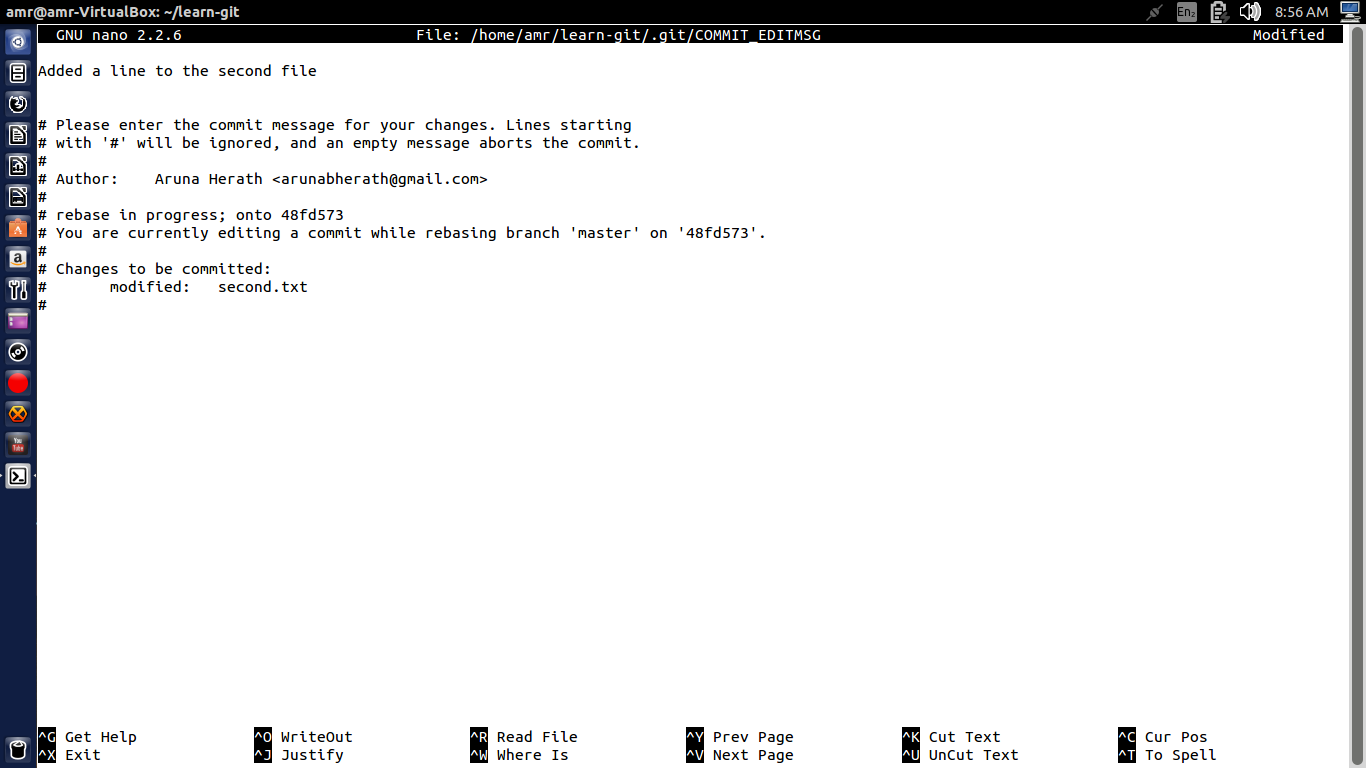 amr@amr-VirtualBox: ~/learn-git
En2
8:56 AM
GNU nano 2.2.6 File: /home/amr/learn-git/.git/COMMIT_EDITMSG Modified
Added a line to the second file
# Please enter the commit message for your changes. Lines starting
# with '#' will be ignored, and an empty message aborts the commit.
#
# Author:    Aruna Herath <arunabherath@gmail.com>
#
# rebase in progress; onto 48fd573
# You are currently editing a commit while rebasing branch 'master' on '48fd573'.
#
# Changes to be committed:
#       modified:   second.txt
#
You Tube
^G Get Help ^O WriteOut ^R Read File ^Y Prev Page ^K Cut Text ^C Cur Pos
^X Exit ^J Justify ^W Where Is ^V Next Page ^U UnCut Text ^T To Spell